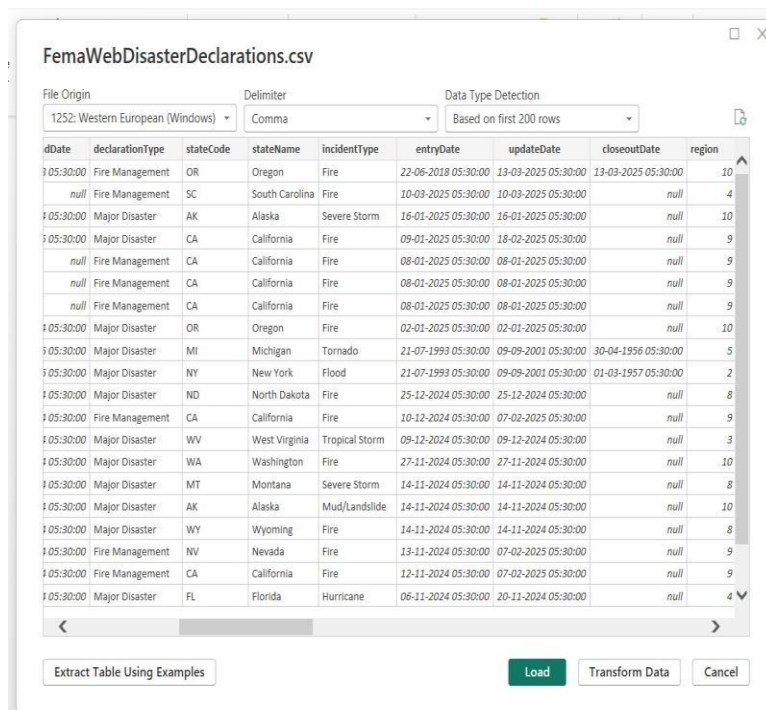 FemaWebDisasterDeclarations.csv
File Origin Delimiter Data Type Detection
1252: Western European (Windows) Comma Based on first 200 rows
dDate declarationType stateCode stateName incidentType entryDate updateDate closeoutDate region
05:30:00 Fire Management OR Oregon Fire 22-06-2018 05:30:00 13-03-2025 05:30:00 13-03-2025 05:30:00 10
null Fire Management SC South Carolina Fire 10-03-2025 05:30:00 10-03-2025 05:30:00 null 4
05:30:00 Major Disaster AK Alaska Severe Storm 16-01-2025 05:30:00 16-01-2025 05:30:00 null 10
05:30:00 Major Disaster CA California Fire 09-01-2025 05:30:00 18-02-2025 05:30:00 null 9
null Fire Management CA California Fire 08-01-2025 05:30:00 08-01-2025 05:30:00 null 9
null Fire Management CA California Fire 08-01-2025 05:30:00 08-01-2025 05:30:00 null 9
null Fire Management CA California Fire 08-01-2025 05:30:00 08-01-2025 05:30:00 null 9
05:30:00 Major Disaster OR Oregon Fire 02-01-2025 05:30:00 02-01-2025 05:30:00 null 10
05:30:00 Major Disaster MI Michigan Tornado 21-07-1993 05:30:00 09-09-2001 05:30:00 30-04-1956 05:30:00 5
05:30:00 Major Disaster NY New York Flood 21-07-1993 05:30:00 09-09-2001 05:30:00 01-03-1957 05:30:00 2
05:30:00 Major Disaster ND North Dakota Fire 25-12-2024 05:30:00 25-12-2024 05:30:00 null 8
05:30:00 Fire Management CA California Fire 10-12-2024 05:30:00 07-02-2025 05:30:00 null 9
05:30:00 Major Disaster WV West Virginia Tropical Storm 09-12-2024 05:30:00 09-12-2024 05:30:00 null 3
05:30:00 Major Disaster WA Washington Fire 27-11-2024 05:30:00 27-11-2024 05:30:00 null 10
05:30:00 Major Disaster MT Montana Severe Storm 14-11-2024 05:30:00 14-11-2024 05:30:00 null 8
05:30:00 Major Disaster AK Alaska Mud/Landslide 14-11-2024 05:30:00 14-11-2024 05:30:00 null 10
05:30:00 Major Disaster WY Wyoming Fire 14-11-2024 05:30:00 14-11-2024 05:30:00 null 8
05:30:00 Fire Management NV Nevada Fire 13-11-2024 05:30:00 07-02-2025 05:30:00 null 9
05:30:00 Fire Management CA California Fire 12-11-2024 05:30:00 07-02-2025 05:30:00 null 9
05:30:00 Major Disaster FL Florida Hurricane 06-11-2024 05:30:00 20-11-2024 05:30:00 null 4
Extract Table Using Examples Load Transform Data Cancel